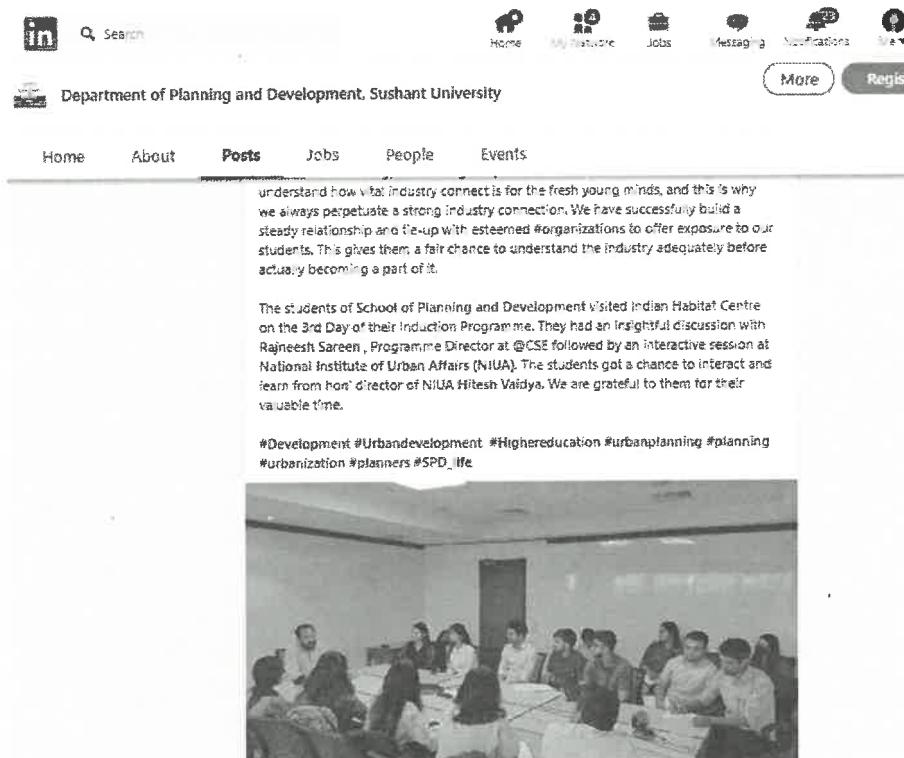 in
Search
Home
My Network
Jobs
Messaging
Notifications
Me
Department of Planning and Development, Sushant University
More
Regis
Home About Posts Jobs People Events
understand how vital industry connect is for the fresh young minds, and this is why
we always perpetuate a strong industry connection. We have successfully build a
steady relationship and tie-up with esteemed #organizations to offer exposure to our
students. This gives them a fair chance to understand the industry adequately before
actually becoming a part of it.
The students of School of Planning and Development visited Indian Habitat Centre
on the 3rd Day of their Induction Programme. They had an insightful discussion with
Rajneesh Sareen , Programme Director at @CSE followed by an interactive session at
National Institute of Urban Affairs (NIUA). The students got a chance to interact and
learn from hon' director of NIUA Hitesh Vaidya. We are grateful to them for their
valuable time.
#Development #Urbandevelopment #Highereducation #urbanplanning #planning
#urbanization #planners #SPD_life